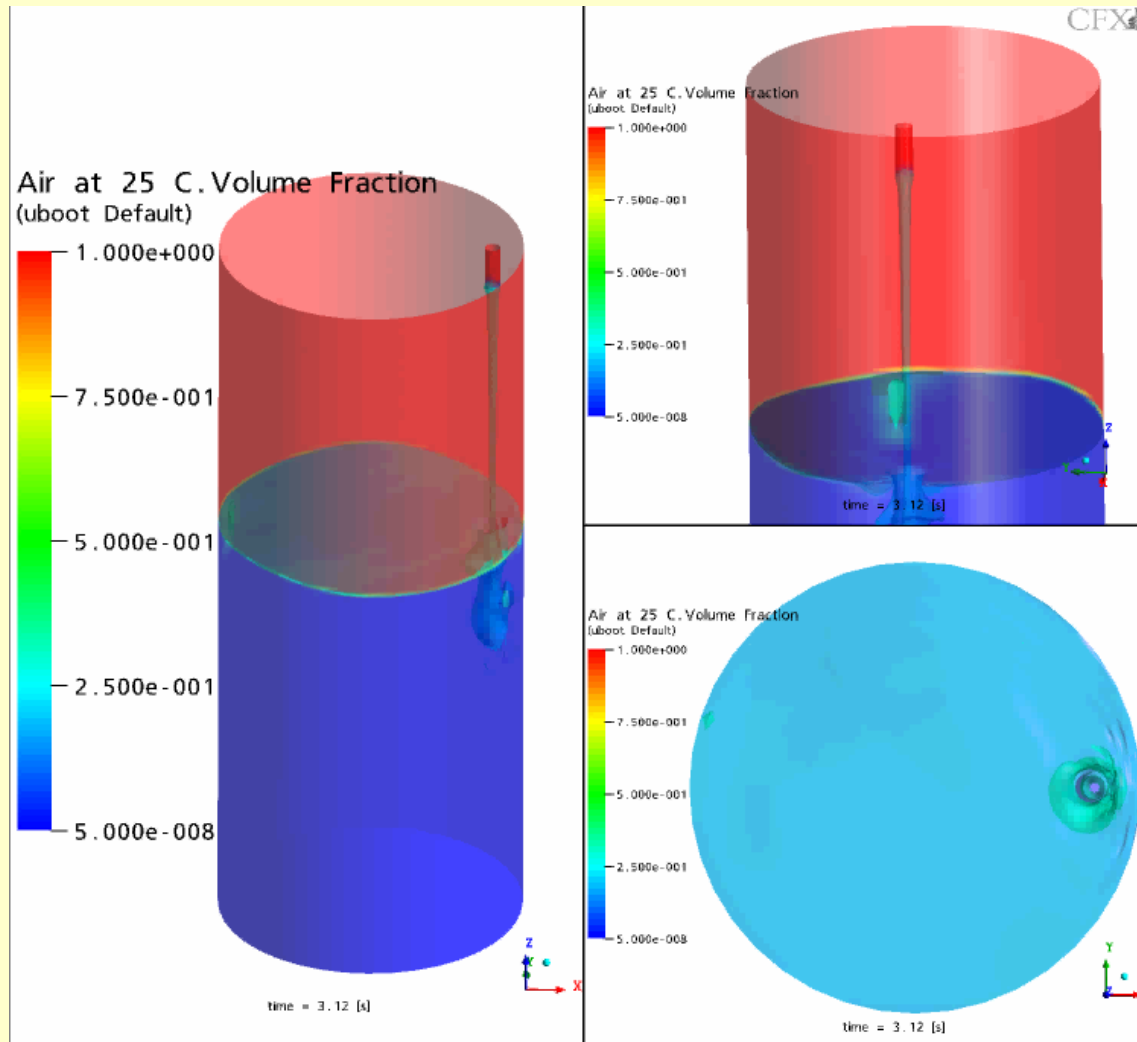 Air at 25 C.Volume Fraction
(uboot Default)
1.000e+000
7.500e-001
5.000e-001
2.500e-001
5.000e-008
Z
Y
X
time = 3.12 [s]
CFX
Air at 25 C.Volume Fraction
(uboot Default)
1.000e+000
7.500e-001
5.000e-001
2.500e-001
5.000e-008
Z
Y
X
time = 3.12 [s]
Air at 25 C.Volume Fraction
(uboot Default)
1.000e+000
7.500e-001
5.000e-001
2.500e-001
5.000e-008
Y
Z
time = 3.12 [s]